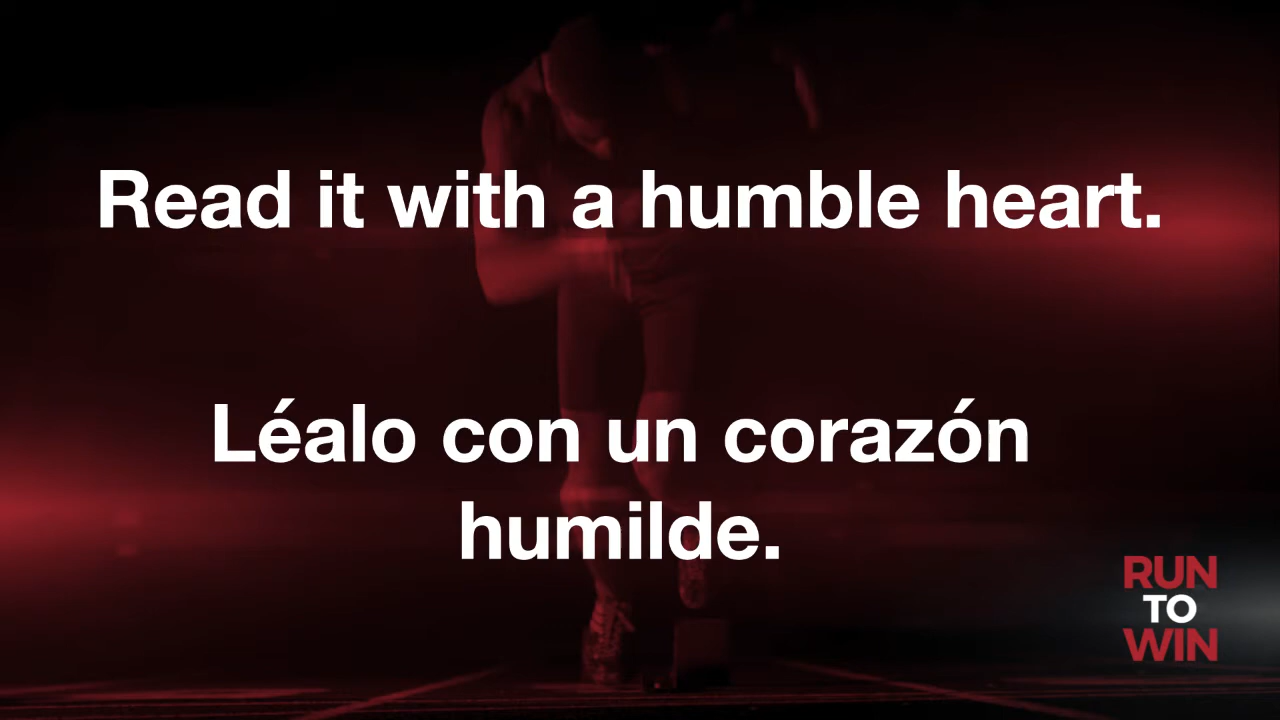 Read it with a humble heart.
Léalo con un corazón
humilde.
RUN
TO
WIN